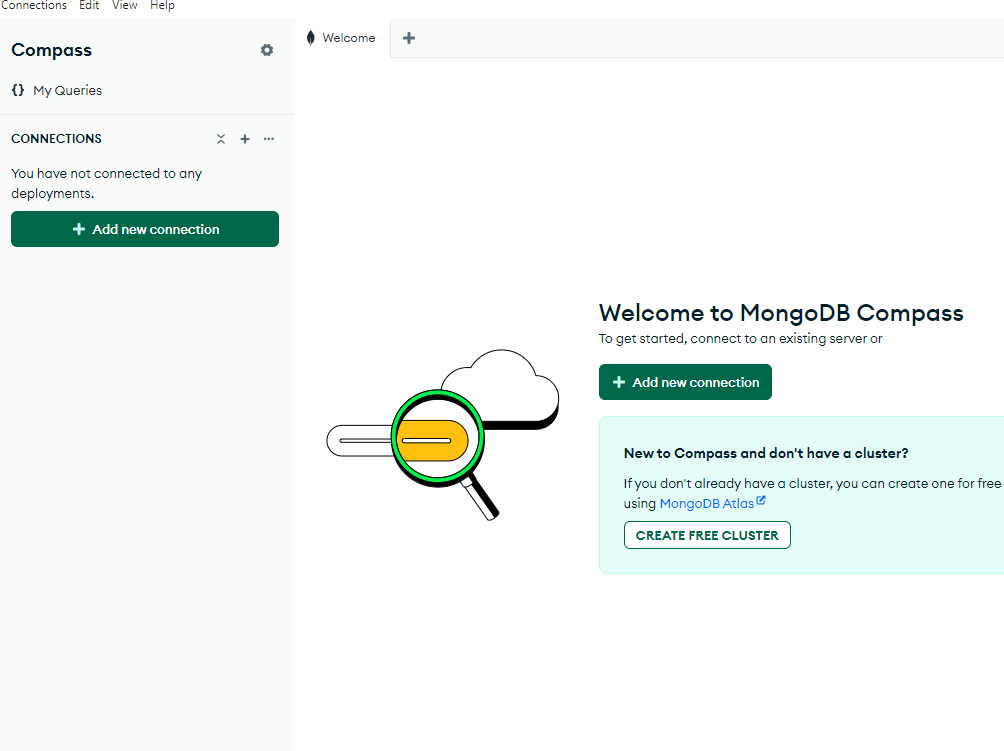 Connections Edit View Help
Compass
Welcome
{} My Queries
CONNECTIONS
You have not connected to any
deployments.
Add new connection
Welcome to MongoDB Compass
To get started, connect to an existing server or
Add new connection
New to Compass and don't have a cluster?
If you don't already have a cluster, you can create one for free
using MongoDB Atlas
CREATE FREE CLUSTER